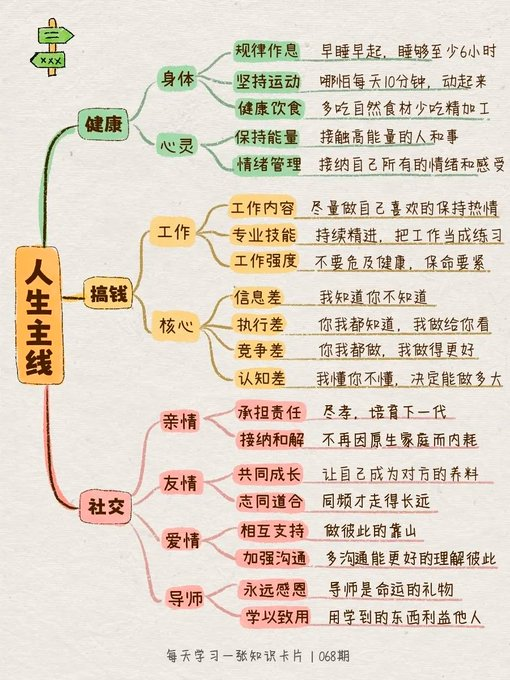 xxx
人生主线
健康
身体
规律作息 早睡早起，睡够至少6小时
坚持运动 哪怕每天10分钟，动起来
健康饮食 多吃自然食材少吃精加工
心灵
保持能量 接触高能量的人和事
情绪管理 接纳自己所有的情绪和感受
搞钱
工作
工作内容 尽量做自己喜欢的保持热情
专业技能 持续精进，把工作当成练习
工作强度 不要危及健康，保命要紧
核心
信息差 我知道你不知道
执行差 你我都知道，我做给你看
竞争差 你我都做，我做得更好
认知差 我懂你不懂，决定能做多大
社交
亲情
承担责任 尽孝，培育下一代
接纳和解 不再因原生家庭而内耗
友情
共同成长 让自己成为对方的养料
志同道合 同频才走得长远
爱情
相互支持 做彼此的靠山
加强沟通 多沟通能更好的理解彼此
导师
永远感恩 导师是命运的礼物
学以致用 用学到的东西利益他人
每天学习一张知识卡片 | 068期